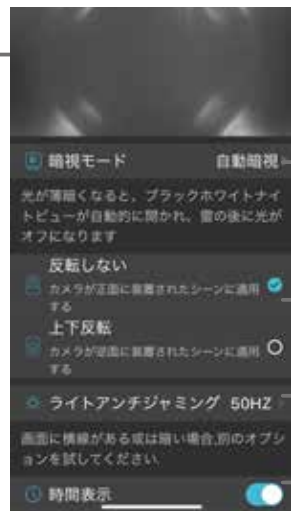 暗視モード 自動暗視
光が薄暗くなると、ブラックホワイトナイ
トビューが自動的に開かれ、雷の後に光が
オフになります
反転しない
カメラが正面に装着されたシーンに適用
する
上下反転
カメラが逆面に装着されたシーンに適用
する
ライトアンチジャミング 50HZ
画面に横線がある或は暗い場合,別のオプシ
ョンを試してください.
時間表示